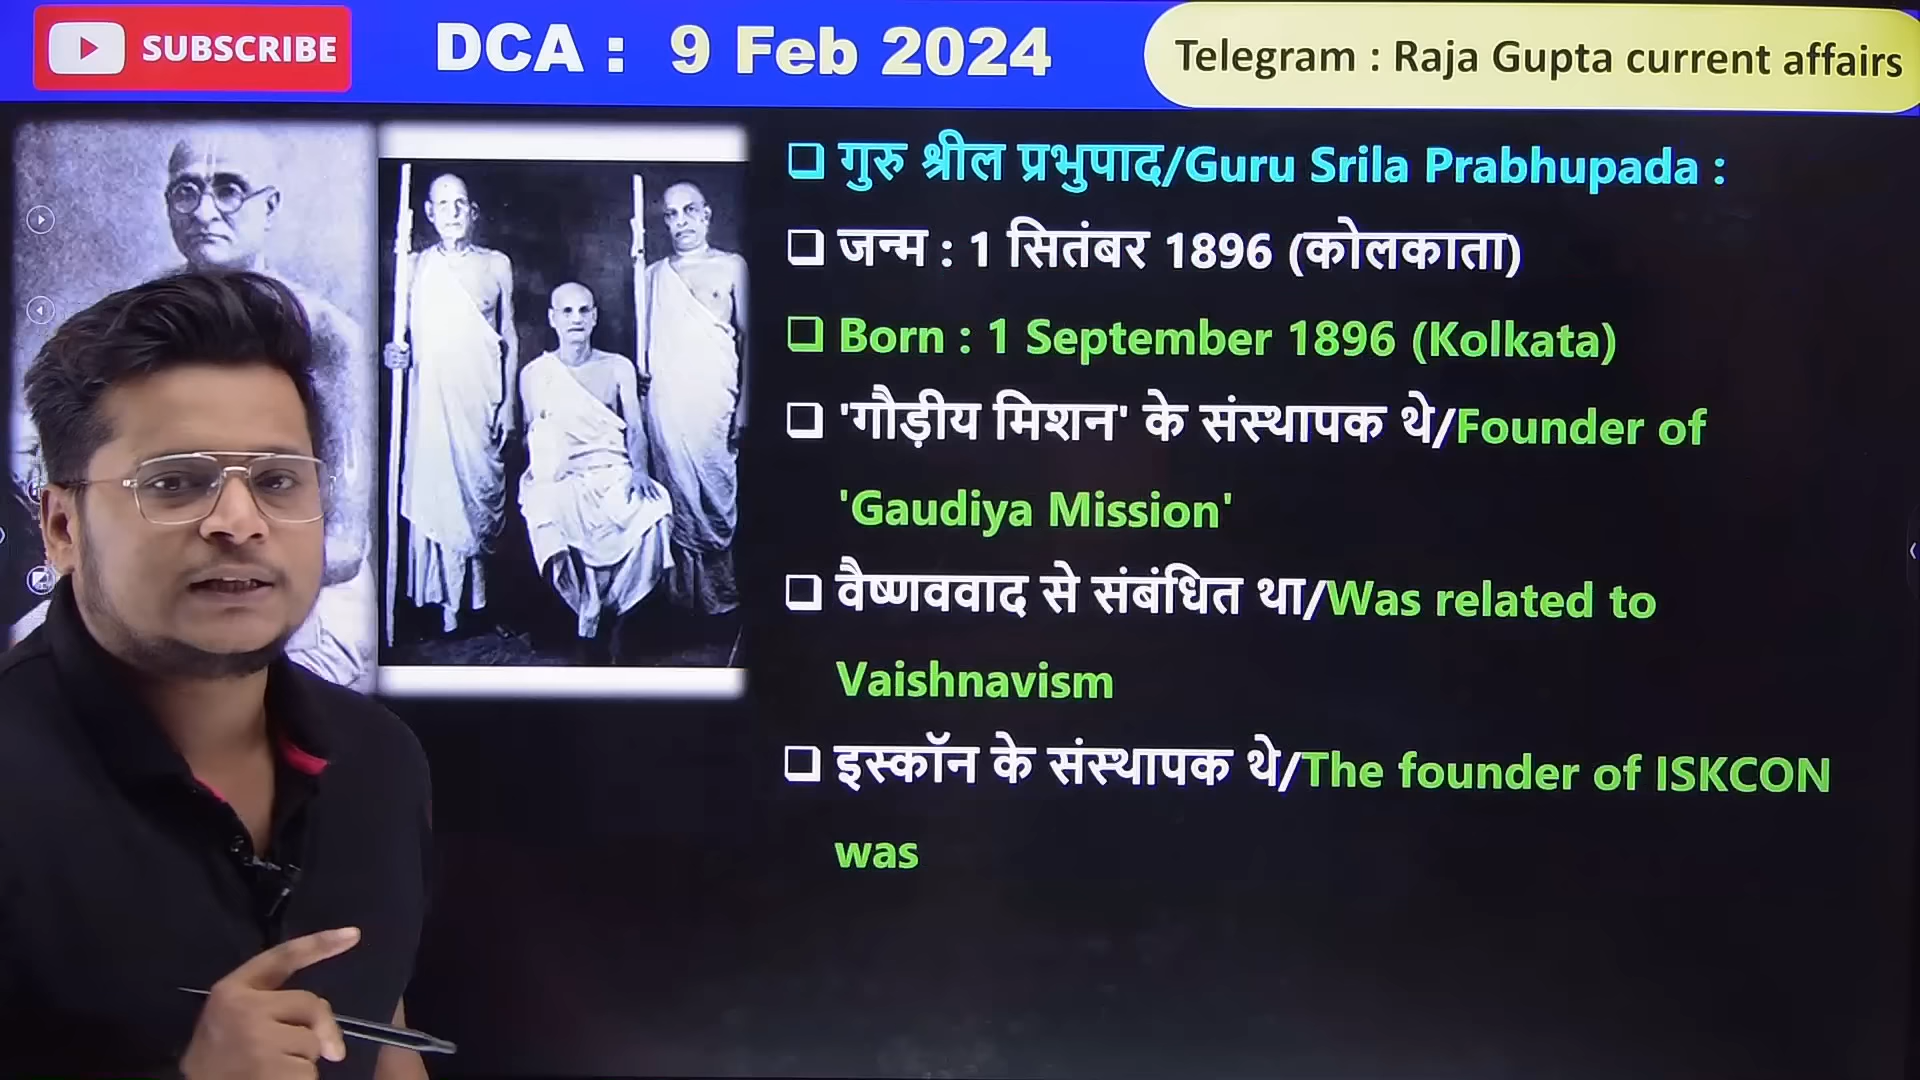 SUBSCRIBE
DCA : 9 Feb 2024
Telegram : Raja Gupta current affairs
गुरु श्रील प्रभुपाद/Guru Srila Prabhupada :
जन्म : 1 सितंबर 1896 (कोलकाता)
Born : 1 September 1896 (Kolkata)
'गौड़ीय मिशन' के संस्थापक थे/Founder of
'Gaudiya Mission'
वैष्णववाद से संबंधित था/Was related to
Vaishnavism
इस्कॉन के संस्थापक थे/The founder of ISKCON
was